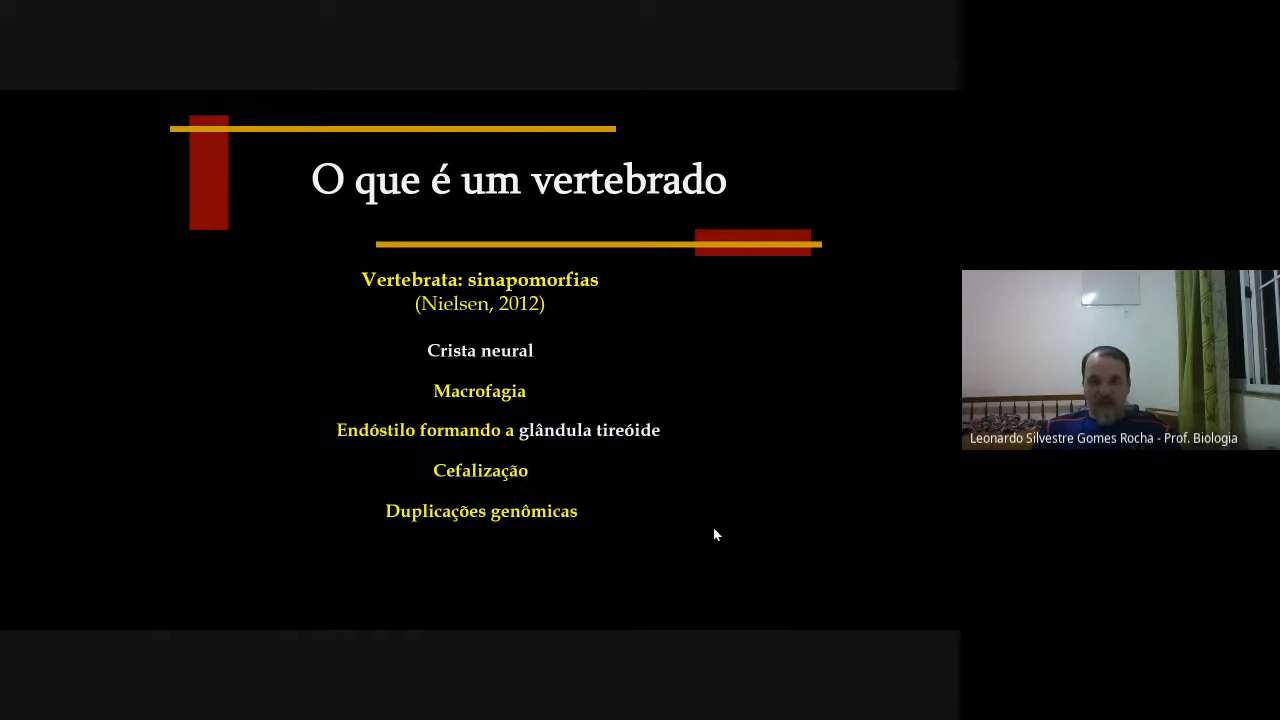 O que é um vertebrado
Vertebrata: sinapomorfias
(Nielsen, 2012)
Crista neural
Macrofagia
Endóstilo formando a glândula tireóide
Cefalização
Duplicações genômicas
Leonardo Silvestre Gomes Rocha - Prof. Biologia